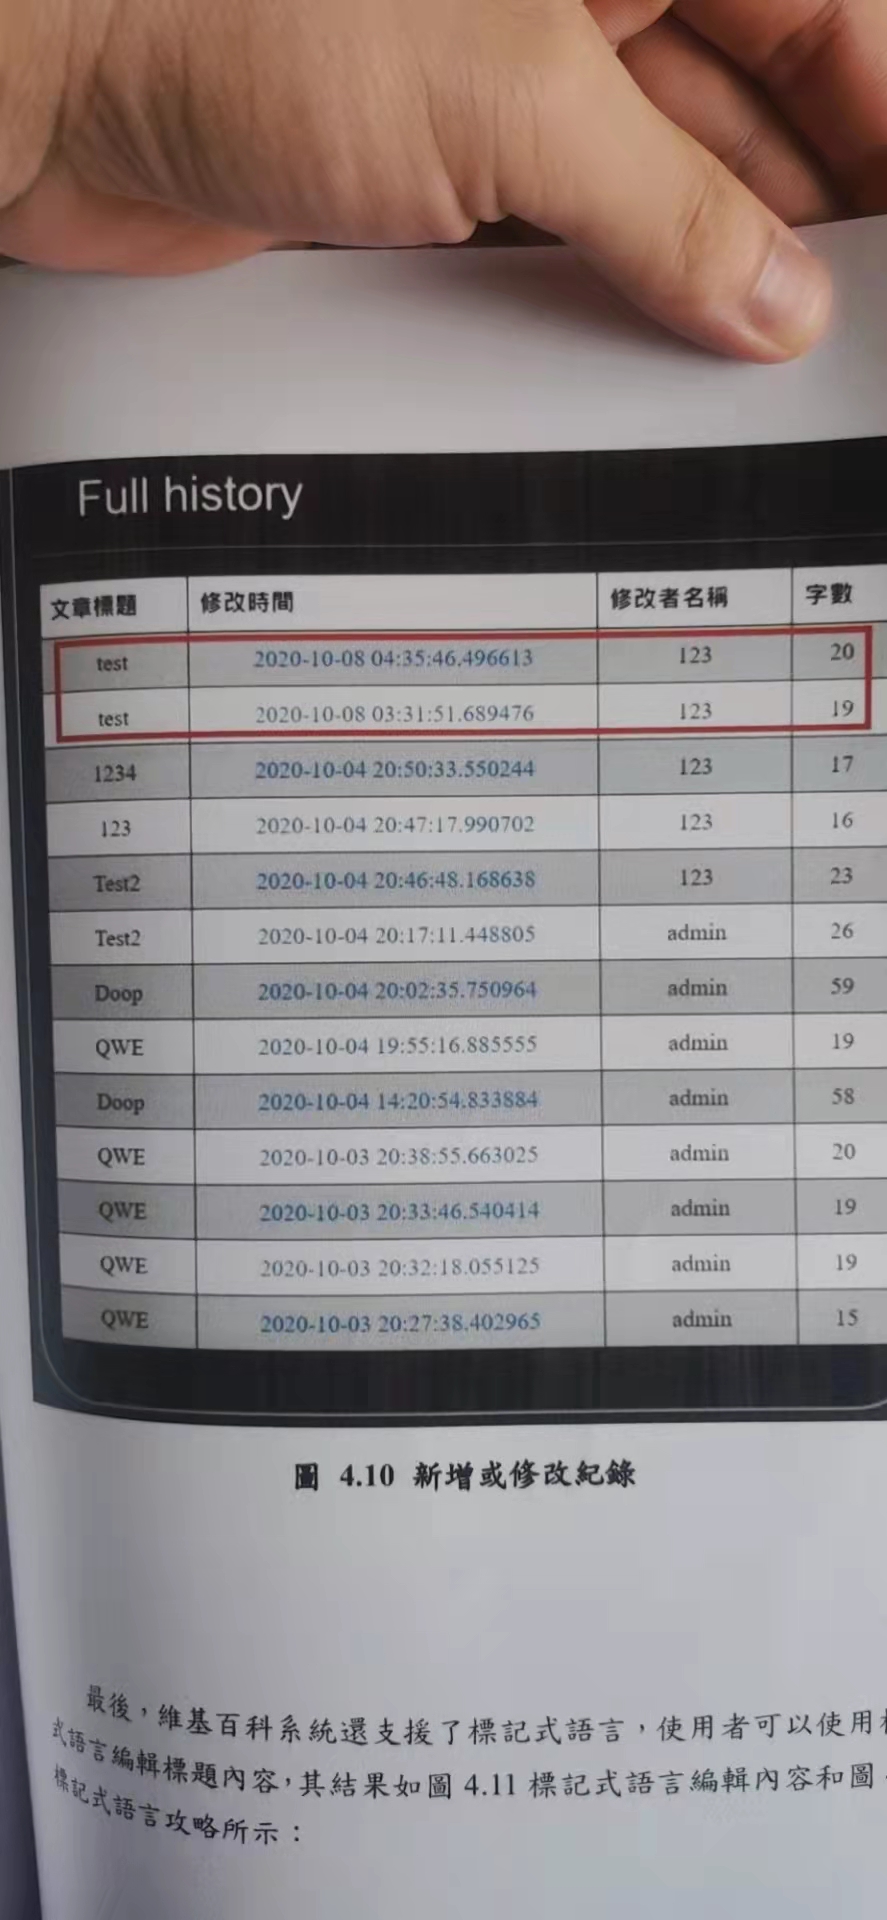 Full history
文章標題 修改時間 修改者名稱 字數
test 2020-10-08 04:35:46.496613 123 20
test 2020-10-08 03:31:51.689476 123 19
1234 2020-10-04 20:50:33.550244 123 17
123 2020-10-04 20:47:17.990702 123 16
Test2 2020-10-04 20:46:48.168638 123 23
Test2 2020-10-04 20:17:11.448805 admin 26
Doop 2020-10-04 20:02:35.750964 admin 59
QWE 2020-10-04 19:55:16.885555 admin 19
Doop 2020-10-04 14:20:54.833884 admin 58
QWE 2020-10-03 20:38:55.663025 admin 20
QWE 2020-10-03 20:33:46.540414 admin 19
QWE 2020-10-03 20:32:18.055125 admin 19
QWE 2020-10-03 20:27:38.402965 admin 15
圖 4.10 新增或修改紀錄
最後，維基百科系統還支援了標記式語言，使用者可以使用
式語言編輯標題內容，其結果如圖 4.11 標記式語言編輯內容和圖
標記式語言攻略所示：